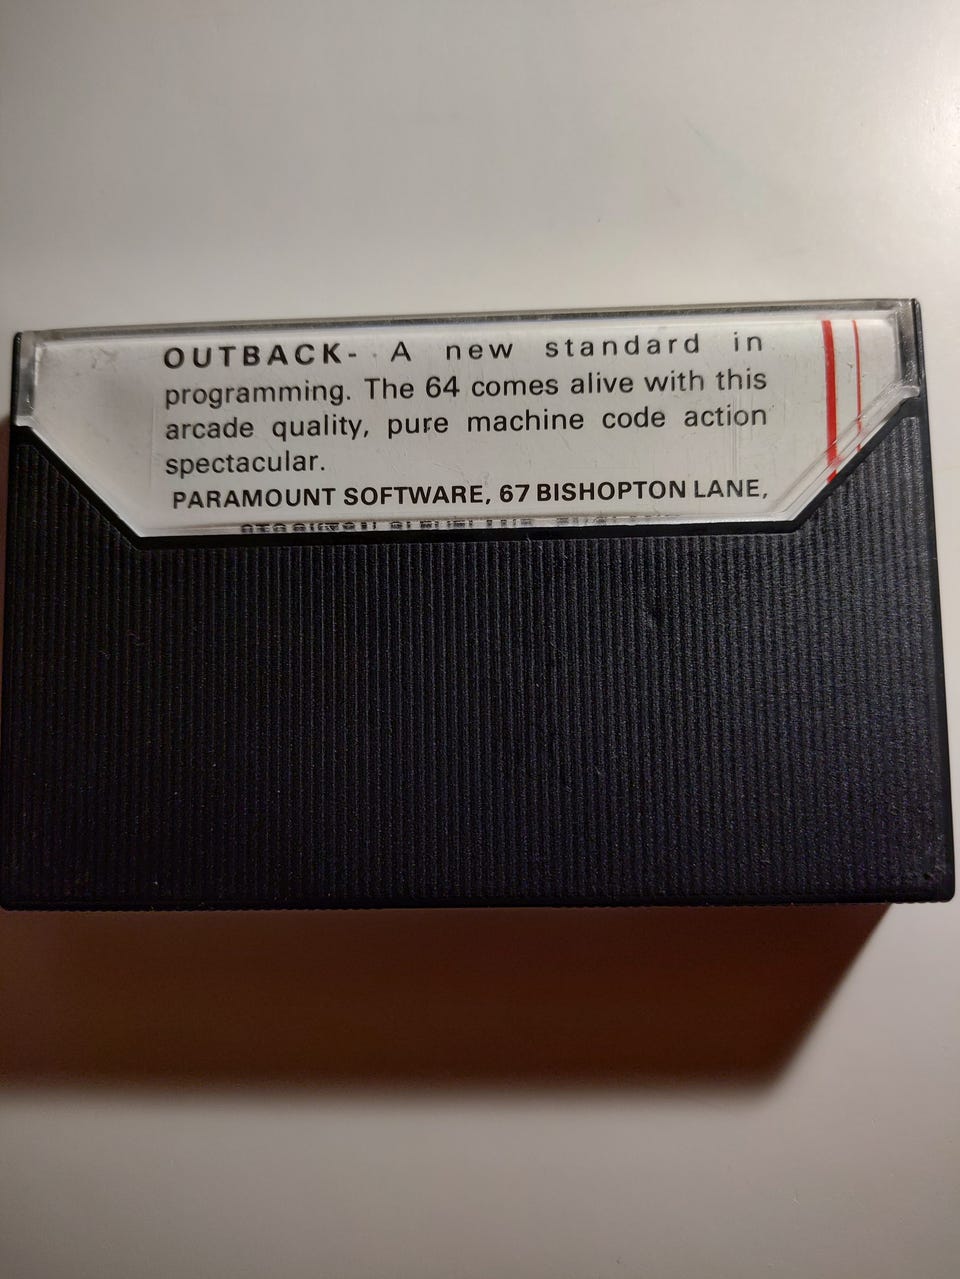 OUTBACK- A new standard in
programming. The 64 comes alive with this
arcade quality, pure machine code action
spectacular.
PARAMOUNT SOFTWARE, 67 BISHOPTON LANE,